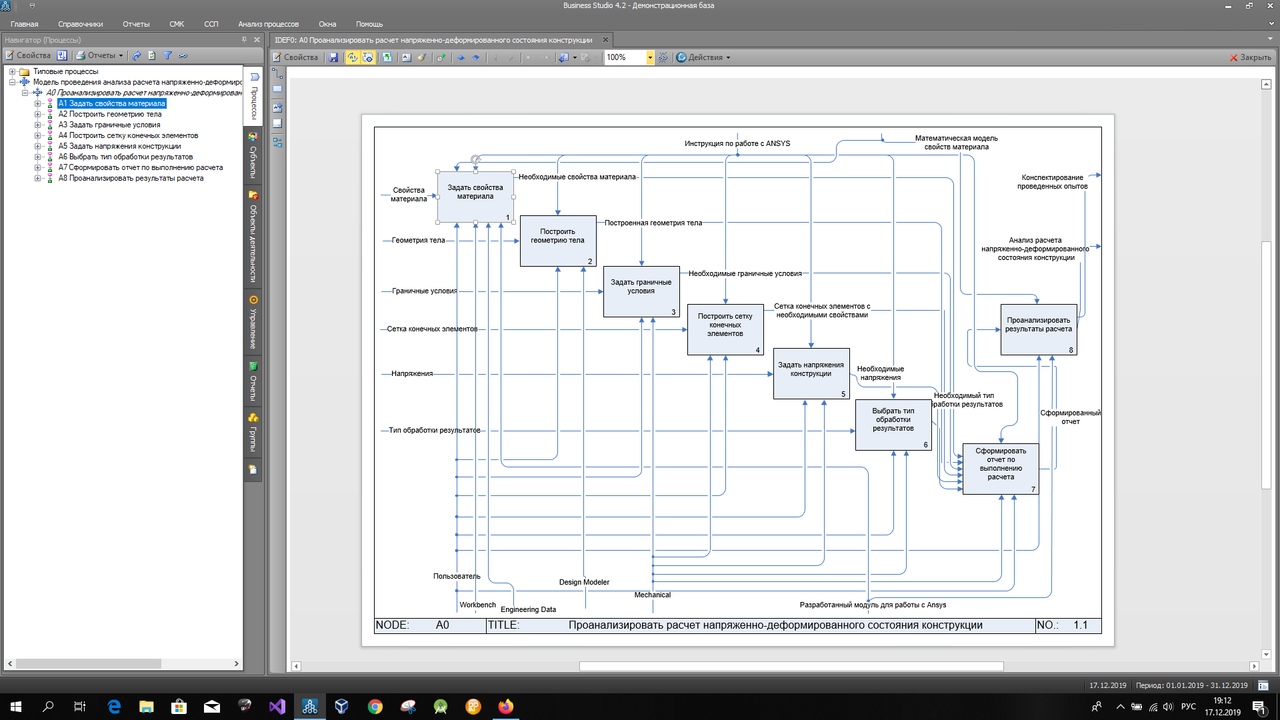 Business Studio 4.2 - Демонстрационная база
Главная Справочники Отчеты СМК ССП Анализ процессов Окна Помощь
Навигатор (Процессы)
IDEF0: A0 Проанализировать расчет напряженно-деформированного состояния конструкции
Свойства Отчеты
Свойства 100% Действия Закрыть
Типовые процессы
Модель проведения анализа расчета напряженно-деформиро
A0 Проанализировать расчет напряженно-деформирован
A1 Задать свойства материала
A2 Построить геометрию тела
A3 Задать граничные условия
A4 Построить сетку конечных элементов
A5 Задать напряжения конструкции
A6 Выбрать тип обработки результатов
A7 Сформировать отчет по выполнению расчета
A8 Проанализировать результаты расчета
Процессы
Субъекты
Объекты деятельности
Управление
Отчеты
Группы
Инструкция по работе с ANSYS
Математическая модель
свойств материала
Свойства
материала
Задать свойства
материала
1
Необходимые свойства материала
Конспектирование
проведенных опытов
Геометрия тела
Построить
геометрию тела
2
Построенная геометрия тела
Анализ расчета
напряженно-деформированного
состояния конструкции
Граничные условия
Задать граничные
условия
3
Необходимые граничные условия
Сетка конечных элементов
Построить сетку
конечных
элементов
4
Сетка конечных элементов с
необходимыми свойствами
Проанализировать
результаты расчета
8
Напряжения
Задать напряжения
конструкции
5
Необходимые
напряжения
Тип обработки результатов
Выбрать тип
обработки
результатов
6
Необходимый тип
обработки результатов
Сформированный
отчет
Сформировать
отчет по
выполнению
расчета
7
Пользователь
Workbench
Engineering Data
Design Modeler
Mechanical
Разработанный модуль для работы с Ansys
NODE: A0 TITLE: Проанализировать расчет напряженно-деформированного состояния конструкции NO.: 1.1
17.12.2019 Период: 01.01.2019 - 31.12.2019
РУС
19:12
17.12.2019